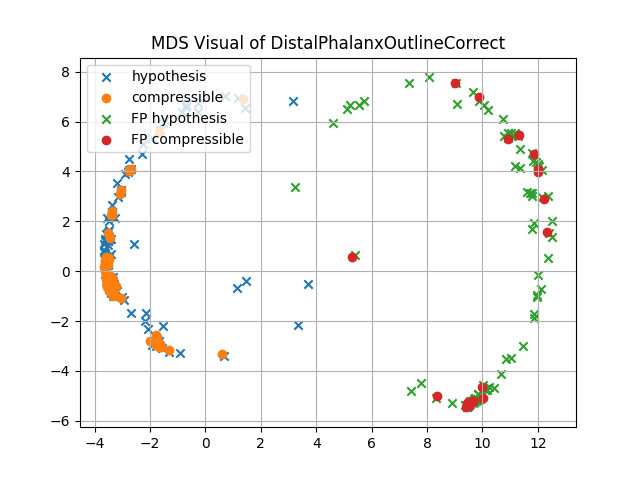 MDS Visual of DistalPhalanxOutlineCorrect
hypothesis
compressible
FP hypothesis
FP compressible
8
6
4
2
0
−2
−4
−6
−4 −2 0 2 4 6 8 10 12